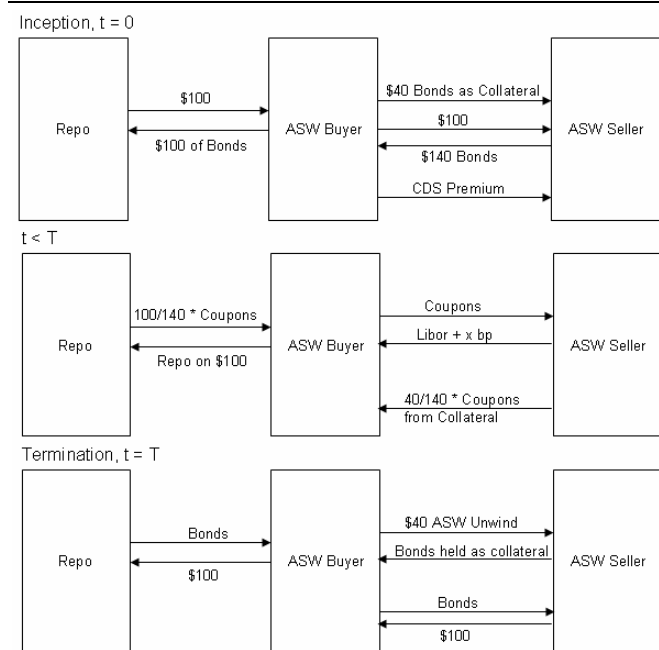 Inception, t = 0
Repo
$100
$100 of Bonds
ASW Buyer
$40 Bonds as Collateral
$100
$140 Bonds
CDS Premium
ASW Seller
t < T
Repo
100/140 * Coupons
Repo on $100
ASW Buyer
Coupons
Libor + x bp
40/140 * Coupons
from Collateral
ASW Seller
Termination, t = T
Repo
Bonds
$100
ASW Buyer
$40 ASW Unwind
Bonds held as collateral
Bonds
$100
ASW Seller